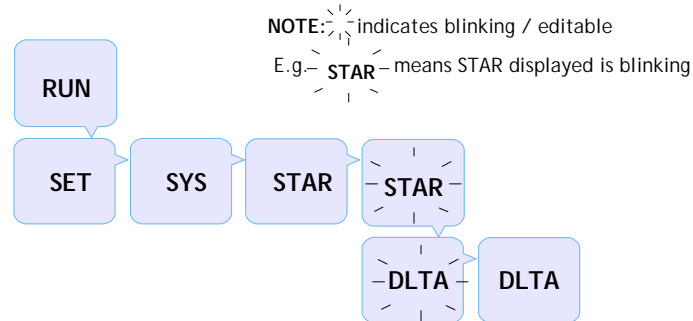 NOTE: indicates blinking / editable
E.g. STAR means STAR displayed is blinking
RUN
SET SYS STAR STAR
DLTA DLTA